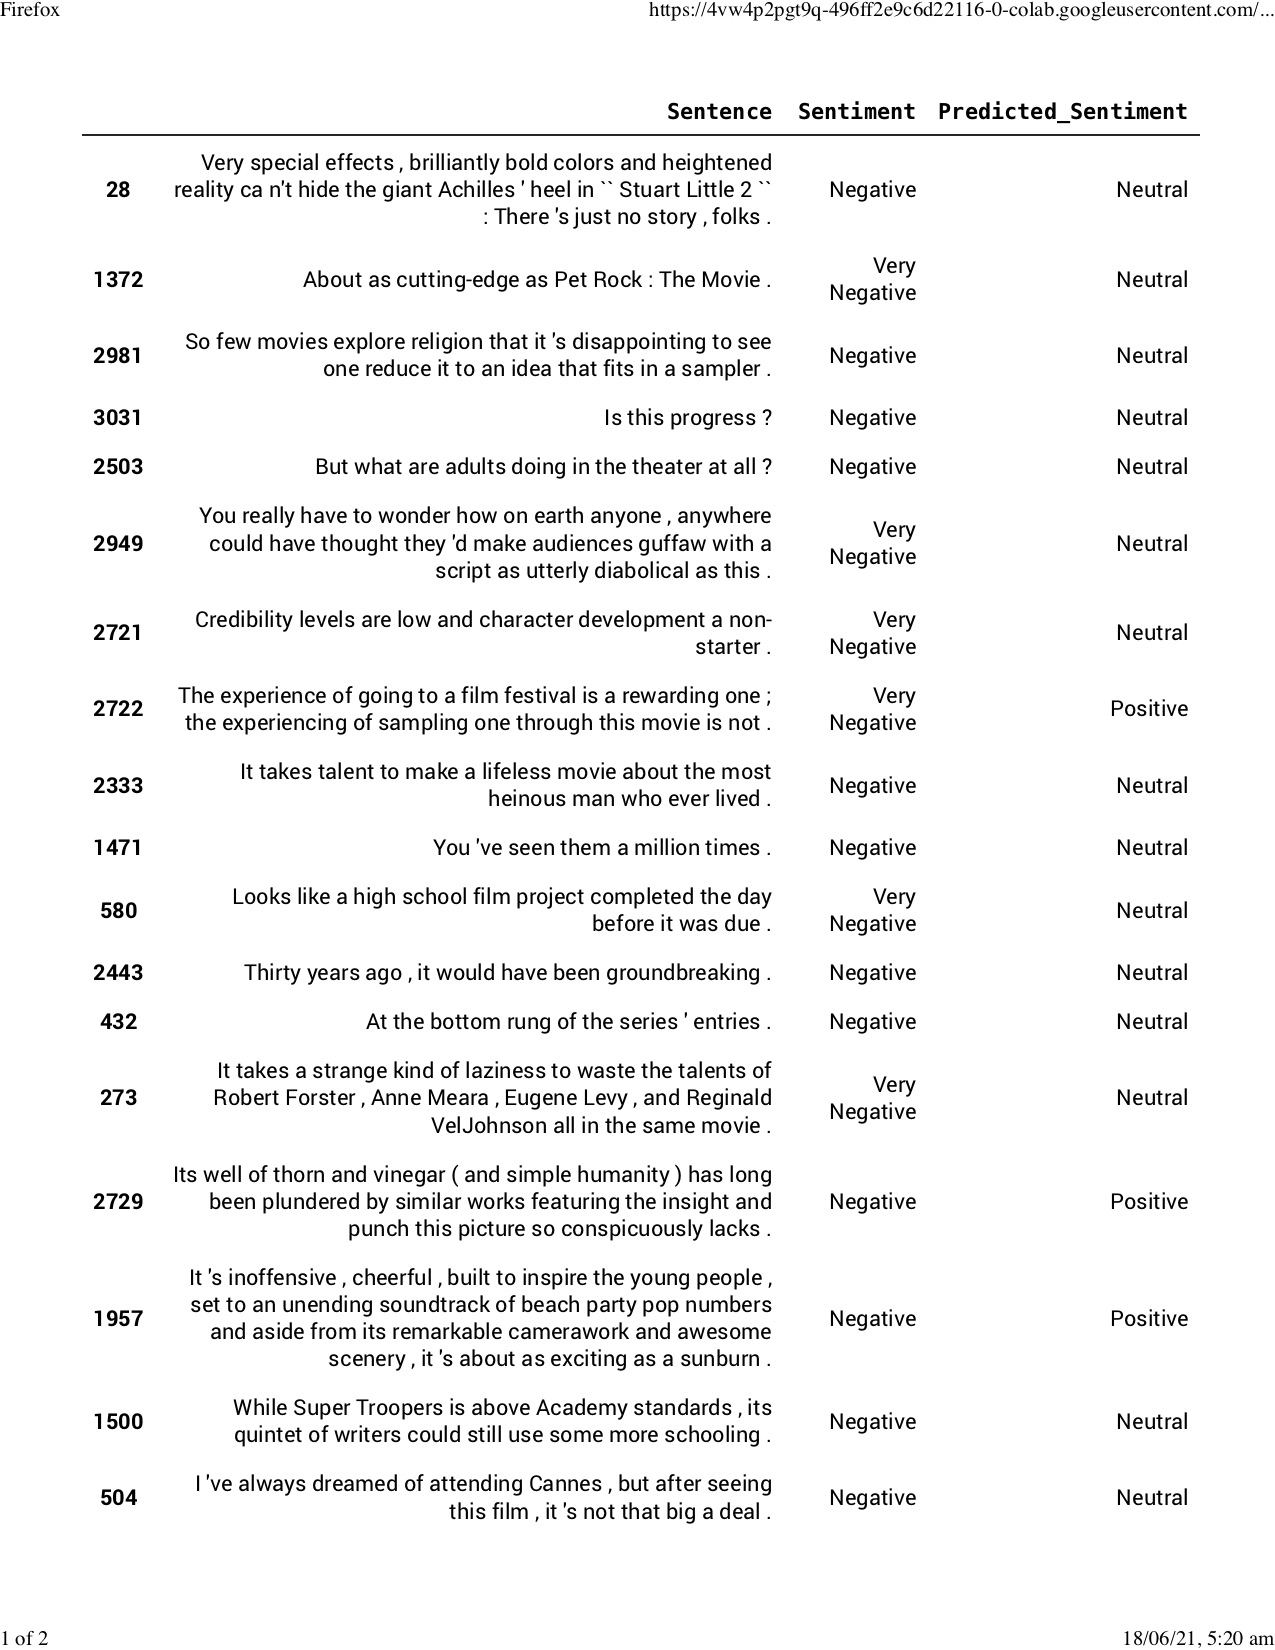 Firefox https://4vw4p2pgt9q-496ff2e9c6d22116-0-colab.googleusercontent.com/...
Sentence Sentiment Predicted_Sentiment
Very special effects , brilliantly bold colors and heightened
28 reality ca n't hide the giant Achilles ' heel in `` Stuart Little 2 `` Negative Neutral
: There 's just no story , folks .
1372 About as cutting-edge as Pet Rock : The Movie . Very Negative Neutral
So few movies explore religion that it 's disappointing to see
2981 one reduce it to an idea that fits in a sampler . Negative Neutral
3031 Is this progress ? Negative Neutral
2503 But what are adults doing in the theater at all ? Negative Neutral
You really have to wonder how on earth anyone , anywhere
2949 could have thought they 'd make audiences guffaw with a Very Negative Neutral
script as utterly diabolical as this .
Credibility levels are low and character development a non-
2721 starter . Very Negative Neutral
The experience of going to a film festival is a rewarding one ;
2722 the experiencing of sampling one through this movie is not . Very Negative Positive
It takes talent to make a lifeless movie about the most
2333 heinous man who ever lived . Negative Neutral
1471 You 've seen them a million times . Negative Neutral
Looks like a high school film project completed the day
580 before it was due . Very Negative Neutral
2443 Thirty years ago , it would have been groundbreaking . Negative Neutral
432 At the bottom rung of the series ' entries . Negative Neutral
It takes a strange kind of laziness to waste the talents of
273 Robert Forster , Anne Meara , Eugene Levy , and Reginald Very Negative Neutral
VelJohnson all in the same movie .
Its well of thorn and vinegar ( and simple humanity ) has long
2729 been plundered by similar works featuring the insight and Negative Positive
punch this picture so conspicuously lacks .
It 's inoffensive , cheerful , built to inspire the young people ,
set to an unending soundtrack of beach party pop numbers
1957 and aside from its remarkable camerawork and awesome Negative Positive
scenery , it 's about as exciting as a sunburn .
While Super Troopers is above Academy standards , its
1500 quintet of writers could still use some more schooling . Negative Neutral
I 've always dreamed of attending Cannes , but after seeing
504 this film , it 's not that big a deal . Negative Neutral
1 of 2 18/06/21, 5:20 am